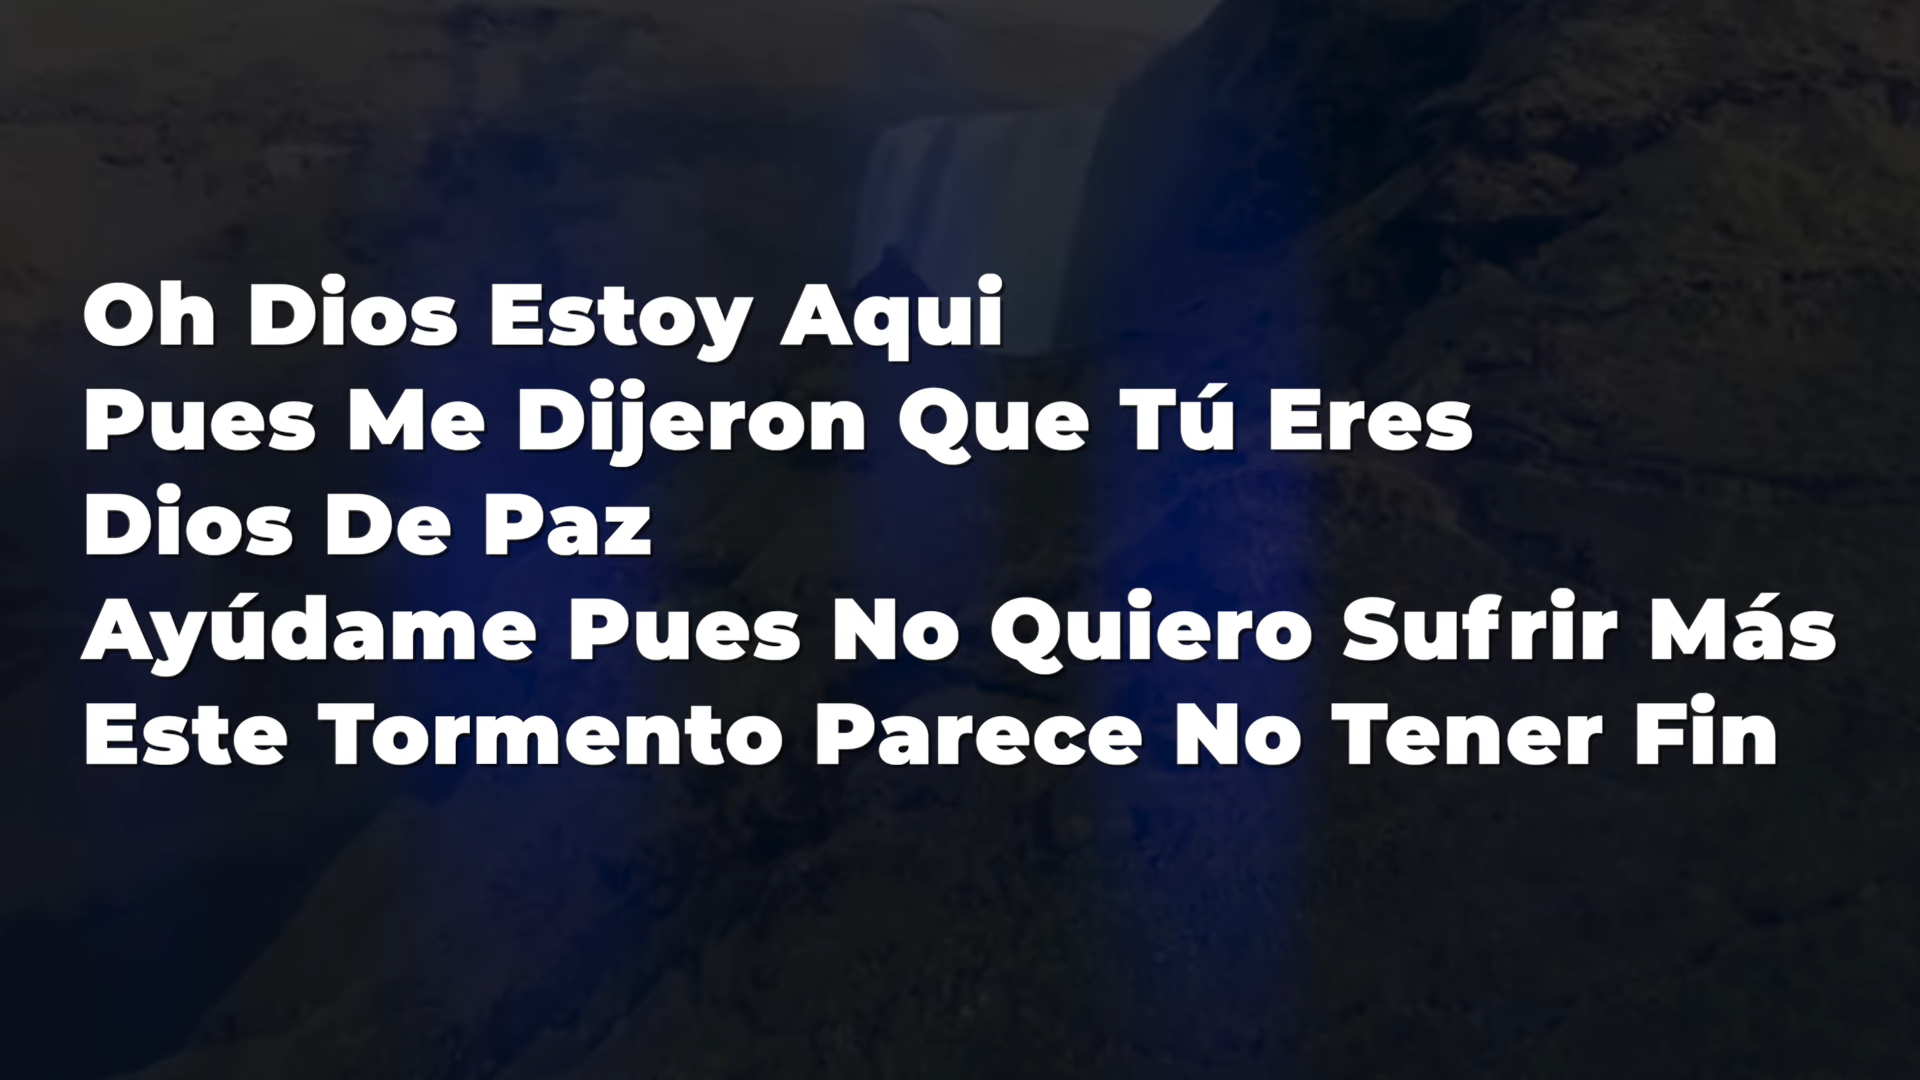 Oh Dios Estoy Aqui
Pues Me Dijeron Que Tú Eres
Dios De Paz
Ayúdame Pues No Quiero Sufrir Más
Este Tormento Parece No Tener Fin